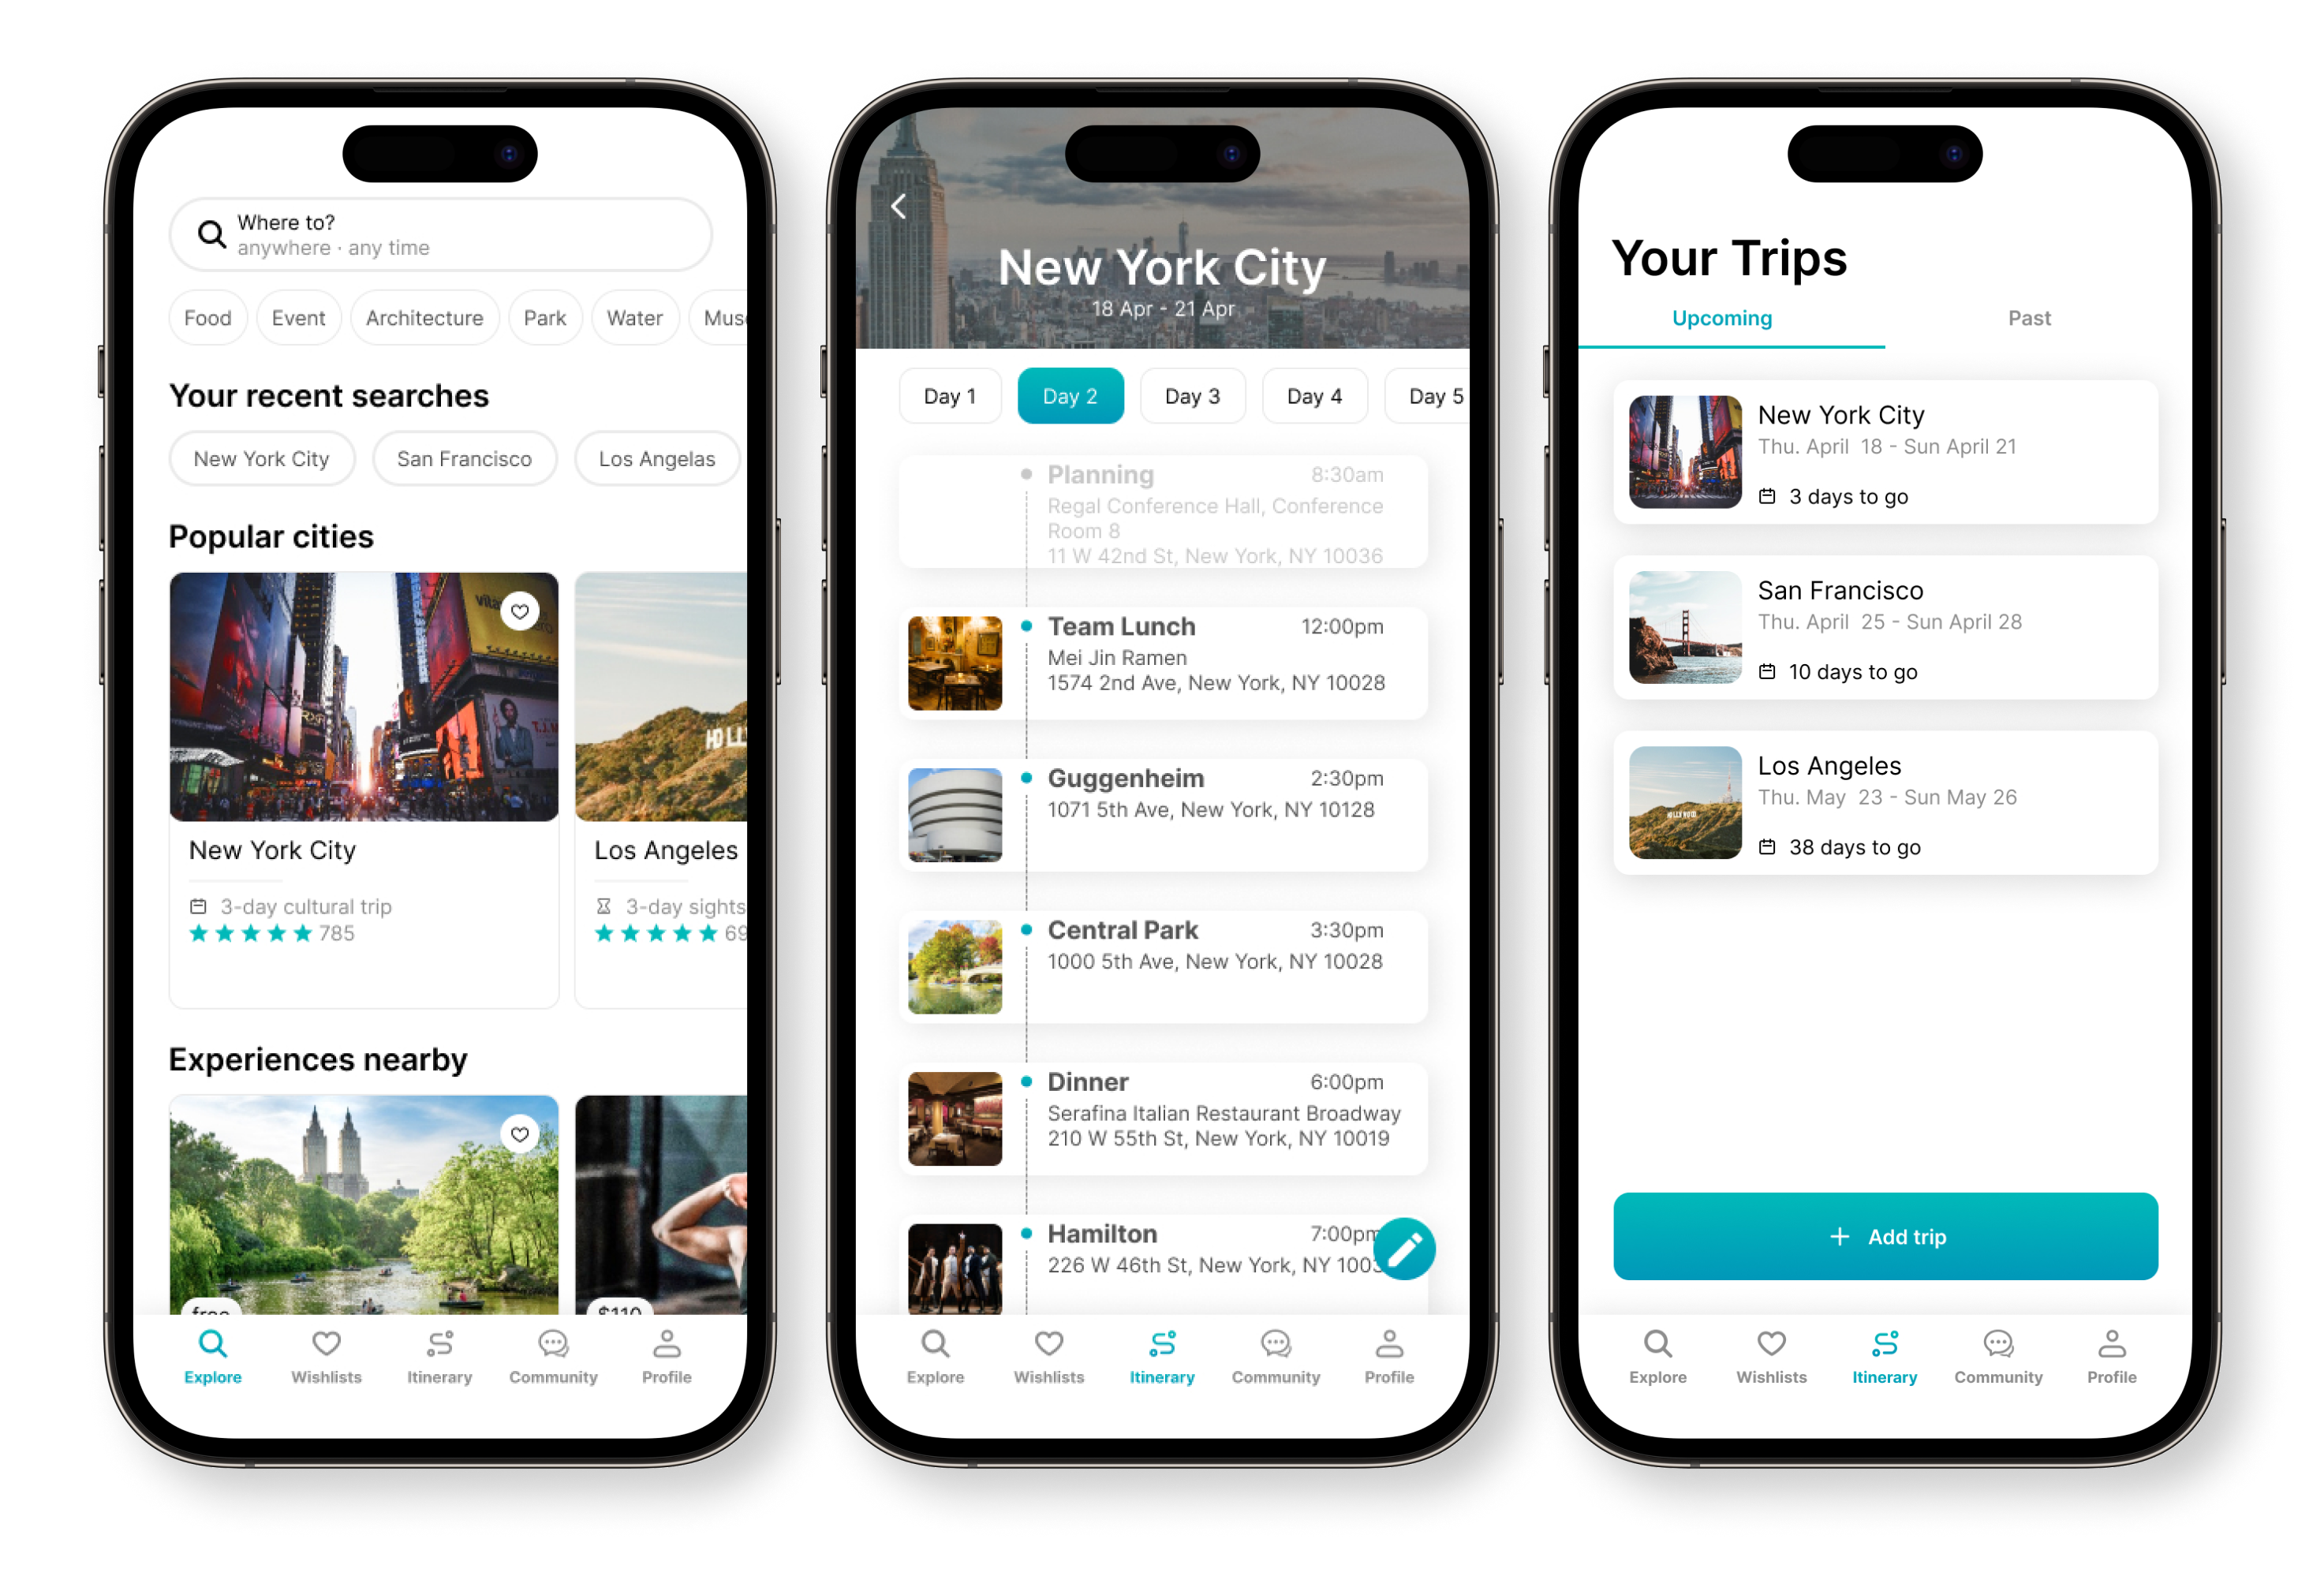 Where to?
anywhere · any time
Food
Event
Architecture
Park
Water
Your recent searches
New York City
San Francisco
Los Angelas
Popular cities
New York City
3-day cultural trip
785
Los Angeles
3-day sights
69
Experiences nearby
free
$110
Explore
Wishlists
Itinerary
Community
Profile
New York City
18 Apr - 21 Apr
Day 1
Day 2
Day 3
Day 4
Day 5
Planning 8:30am
Regal Conference Hall, Conference
Room 8
11 W 42nd St, New York, NY 10036
Team Lunch 12:00pm
Mei Jin Ramen
1574 2nd Ave, New York, NY 10028
Guggenheim 2:30pm
1071 5th Ave, New York, NY 10128
Central Park 3:30pm
1000 5th Ave, New York, NY 10028
Dinner 6:00pm
Serafina Italian Restaurant Broadway
210 W 55th St, New York, NY 10019
Hamilton 7:00pm
226 W 46th St, New York, NY
Explore
Wishlists
Itinerary
Community
Profile
Your Trips
Upcoming
Past
New York City
Thu. April 18 - Sun April 21
3 days to go
San Francisco
Thu. April 25 - Sun April 28
10 days to go
Los Angeles
Thu. May 23 - Sun May 26
38 days to go
+ Add trip
Explore
Wishlists
Itinerary
Community
Profile